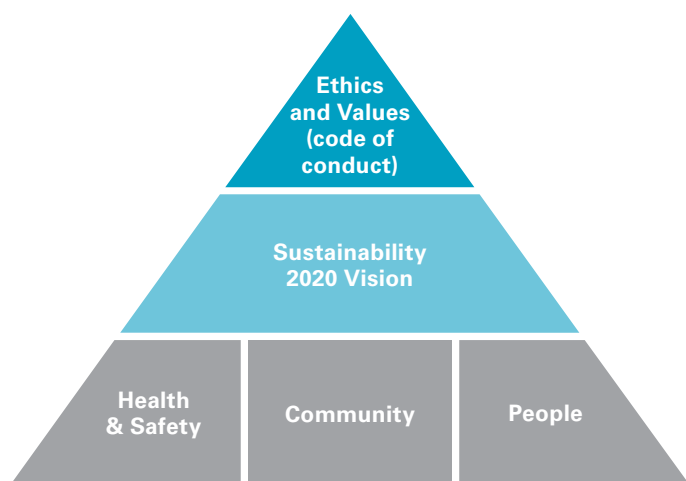 Ethics
and Values
(code of
conduct)
Sustainability
2020 Vision
Health
& Safety
Community
People